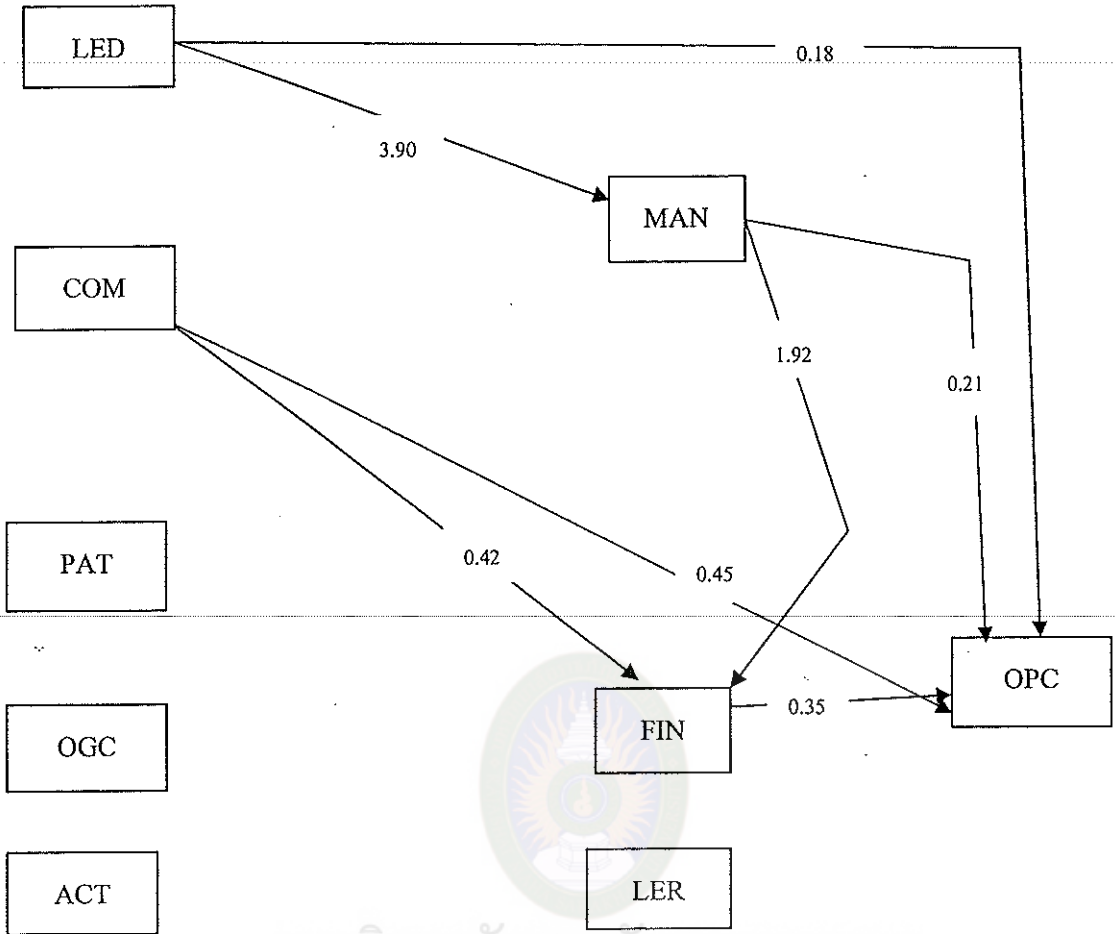 LED
0.18
3.90
MAN
COM
1.92
0.21
PAT
0.42
0.45
OPC
FIN
0.35
OGC
ACT
LER